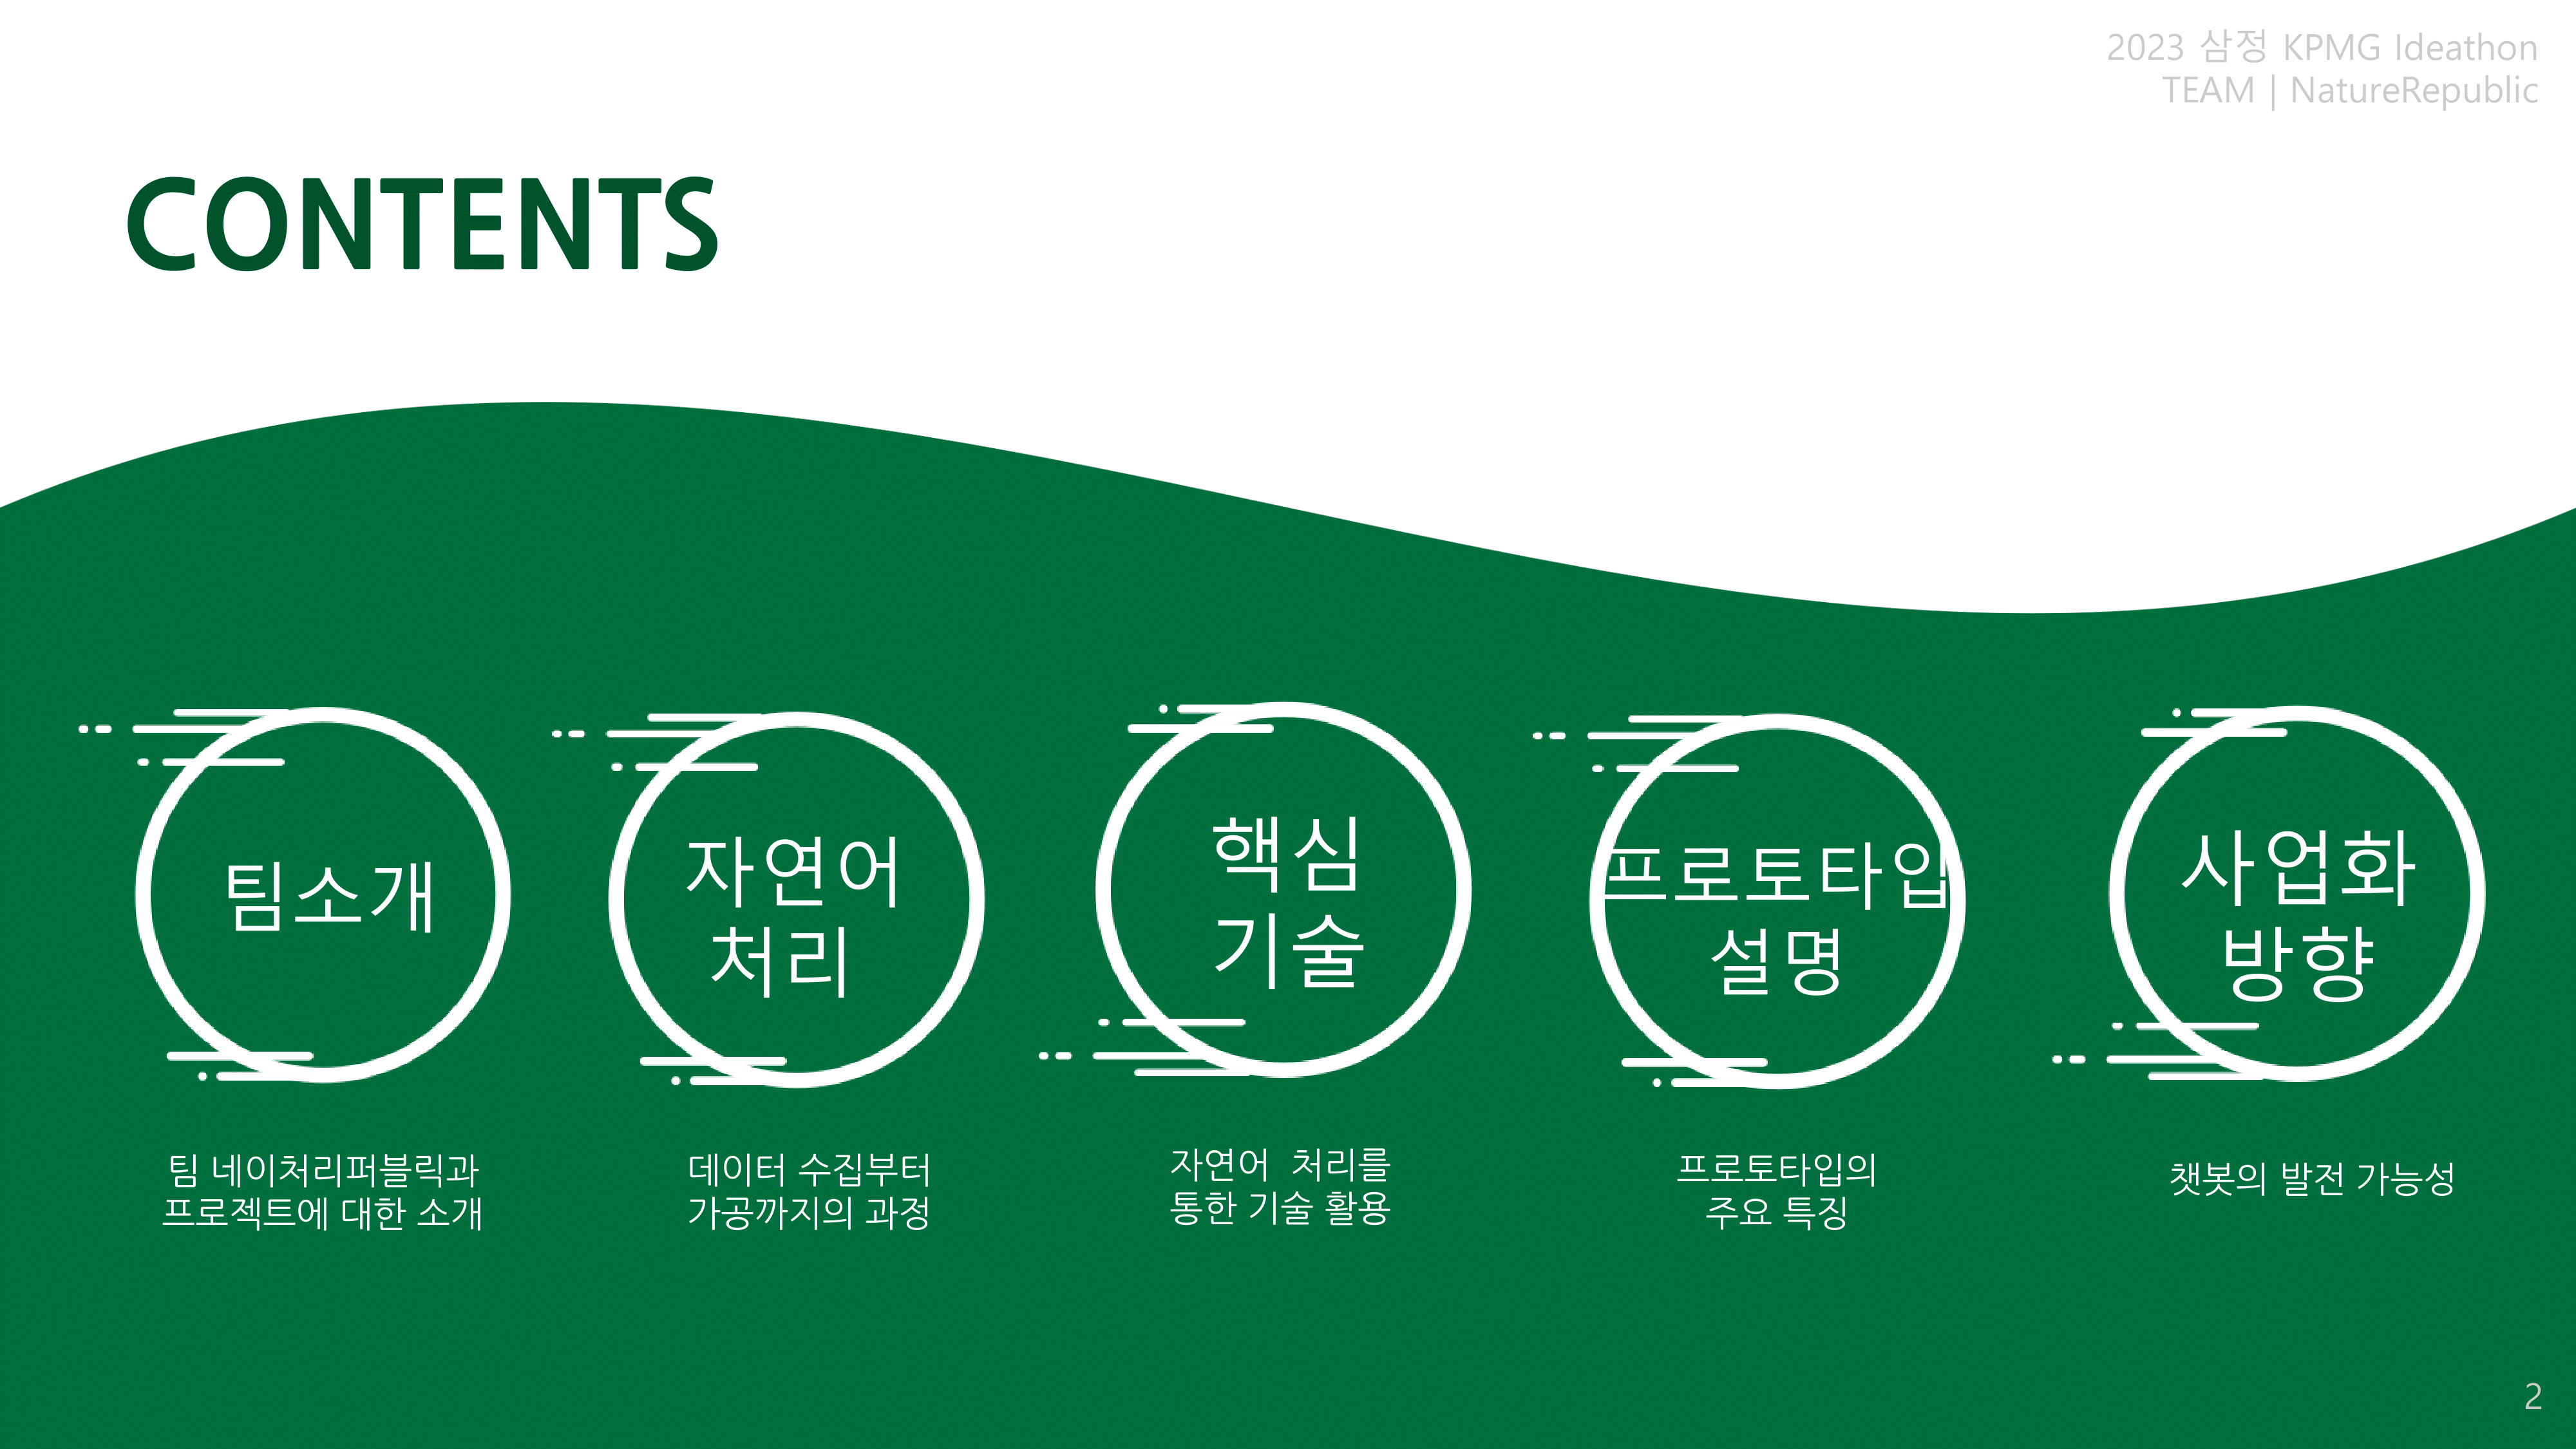 2023 삼정 KPMG Ideathon
TEAM | NatureRepublic
CONTENTS
팀소개
팀 네이처리퍼블릭과
프로젝트에 대한 소개
자연어
처리
데이터 수집부터
가공까지의 과정
핵심
기술
자연어  처리를
통한 기술 활용
프로토타입
설명
프로토타입의
주요 특징
사업화
방향
챗봇의 발전 가능성
2